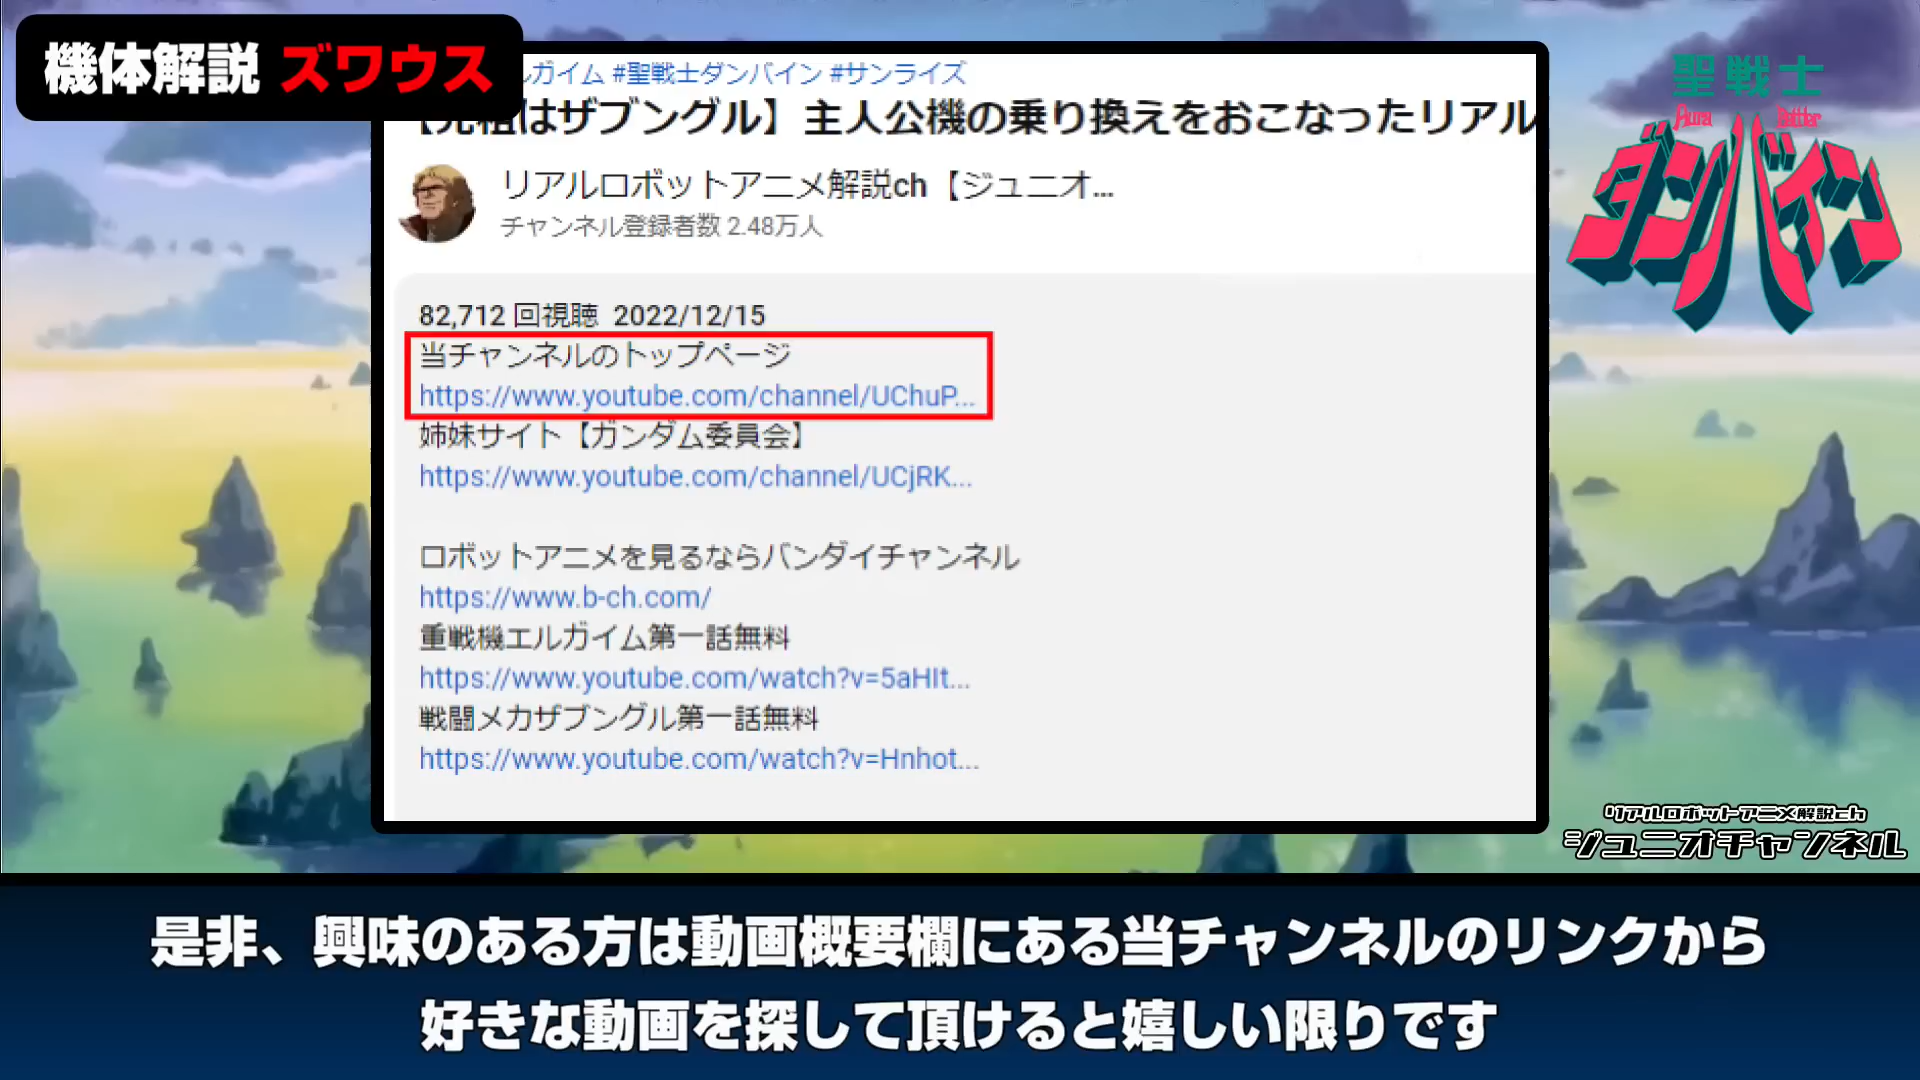 機体解説 ズワウス
ルガイム #聖戦士ダンバイン #サンライズ
はザブングル】主人公機の乗り換えをおこなったリアル
リアルロボットアニメ解説ch【ジュニオ...
チャンネル登録者数 2.48万人
82,712 回視聴 2022/12/15
当チャンネルのトップページ
https://www.youtube.com/channel/UChuP...
姉妹サイト【ガンダム委員会】
https://www.youtube.com/channel/UCjRK...
ロボットアニメを見るならバンダイチャンネル
https://www.b-ch.com/
重戦機エルガイム第一話無料
https://www.youtube.com/watch?v=5aHIt...
戦闘メカザブングル第一話無料
https://www.youtube.com/watch?v=Hnhot...
聖戦士
Aura Battler
ダンバイン
リアルロボットアニメ解説ch
ジュニオチャンネル
是非、興味のある方は動画概要欄にある当チャンネルのリンクから
好きな動画を探して頂けると嬉しい限りです